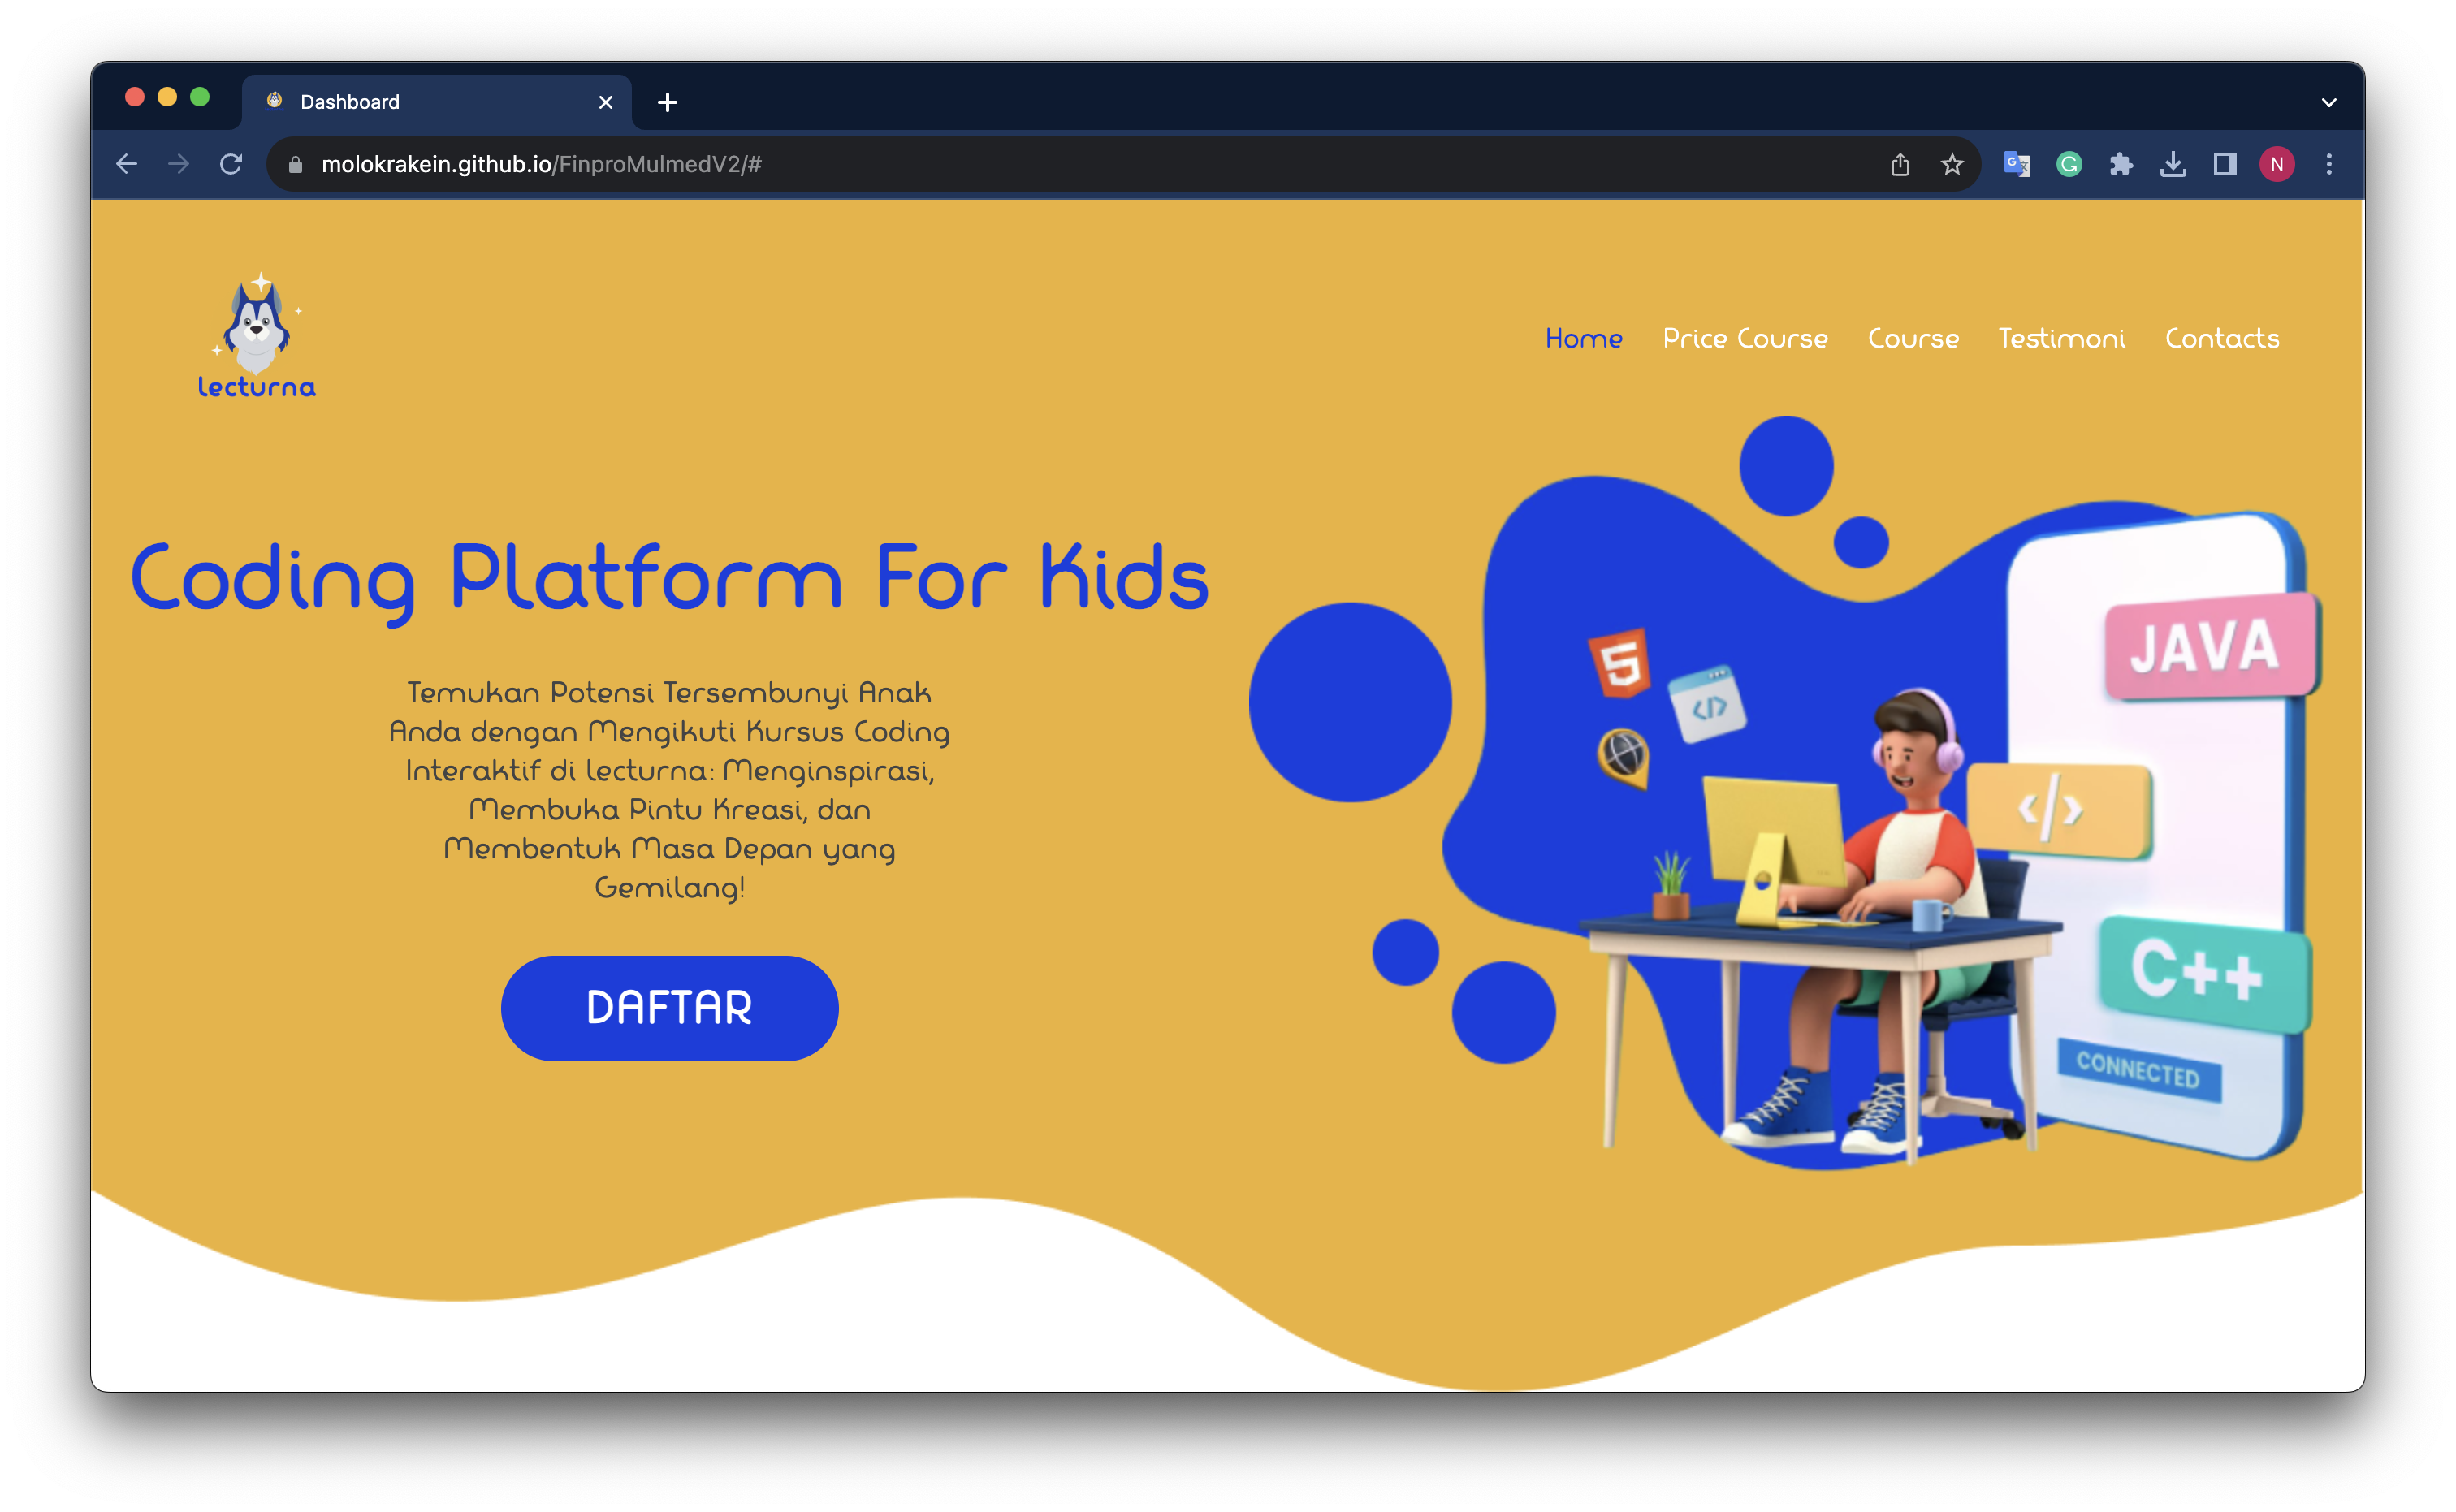 Dashboard
molokrakein.github.io/FinproMulmedV2/#
N
lecturna
Home Price Course Course Testimoni Contacts
Coding Platform For Kids
Temukan Potensi Tersembunyi Anak
Anda dengan Mengikuti Kursus Coding
Interaktif di lecturna: Menginspirasi,
Membuka Pintu Kreasi, dan
Membentuk Masa Depan yang
Gemilang!
DAFTAR
5
</>
JAVA
</>
C++
CONNECTED